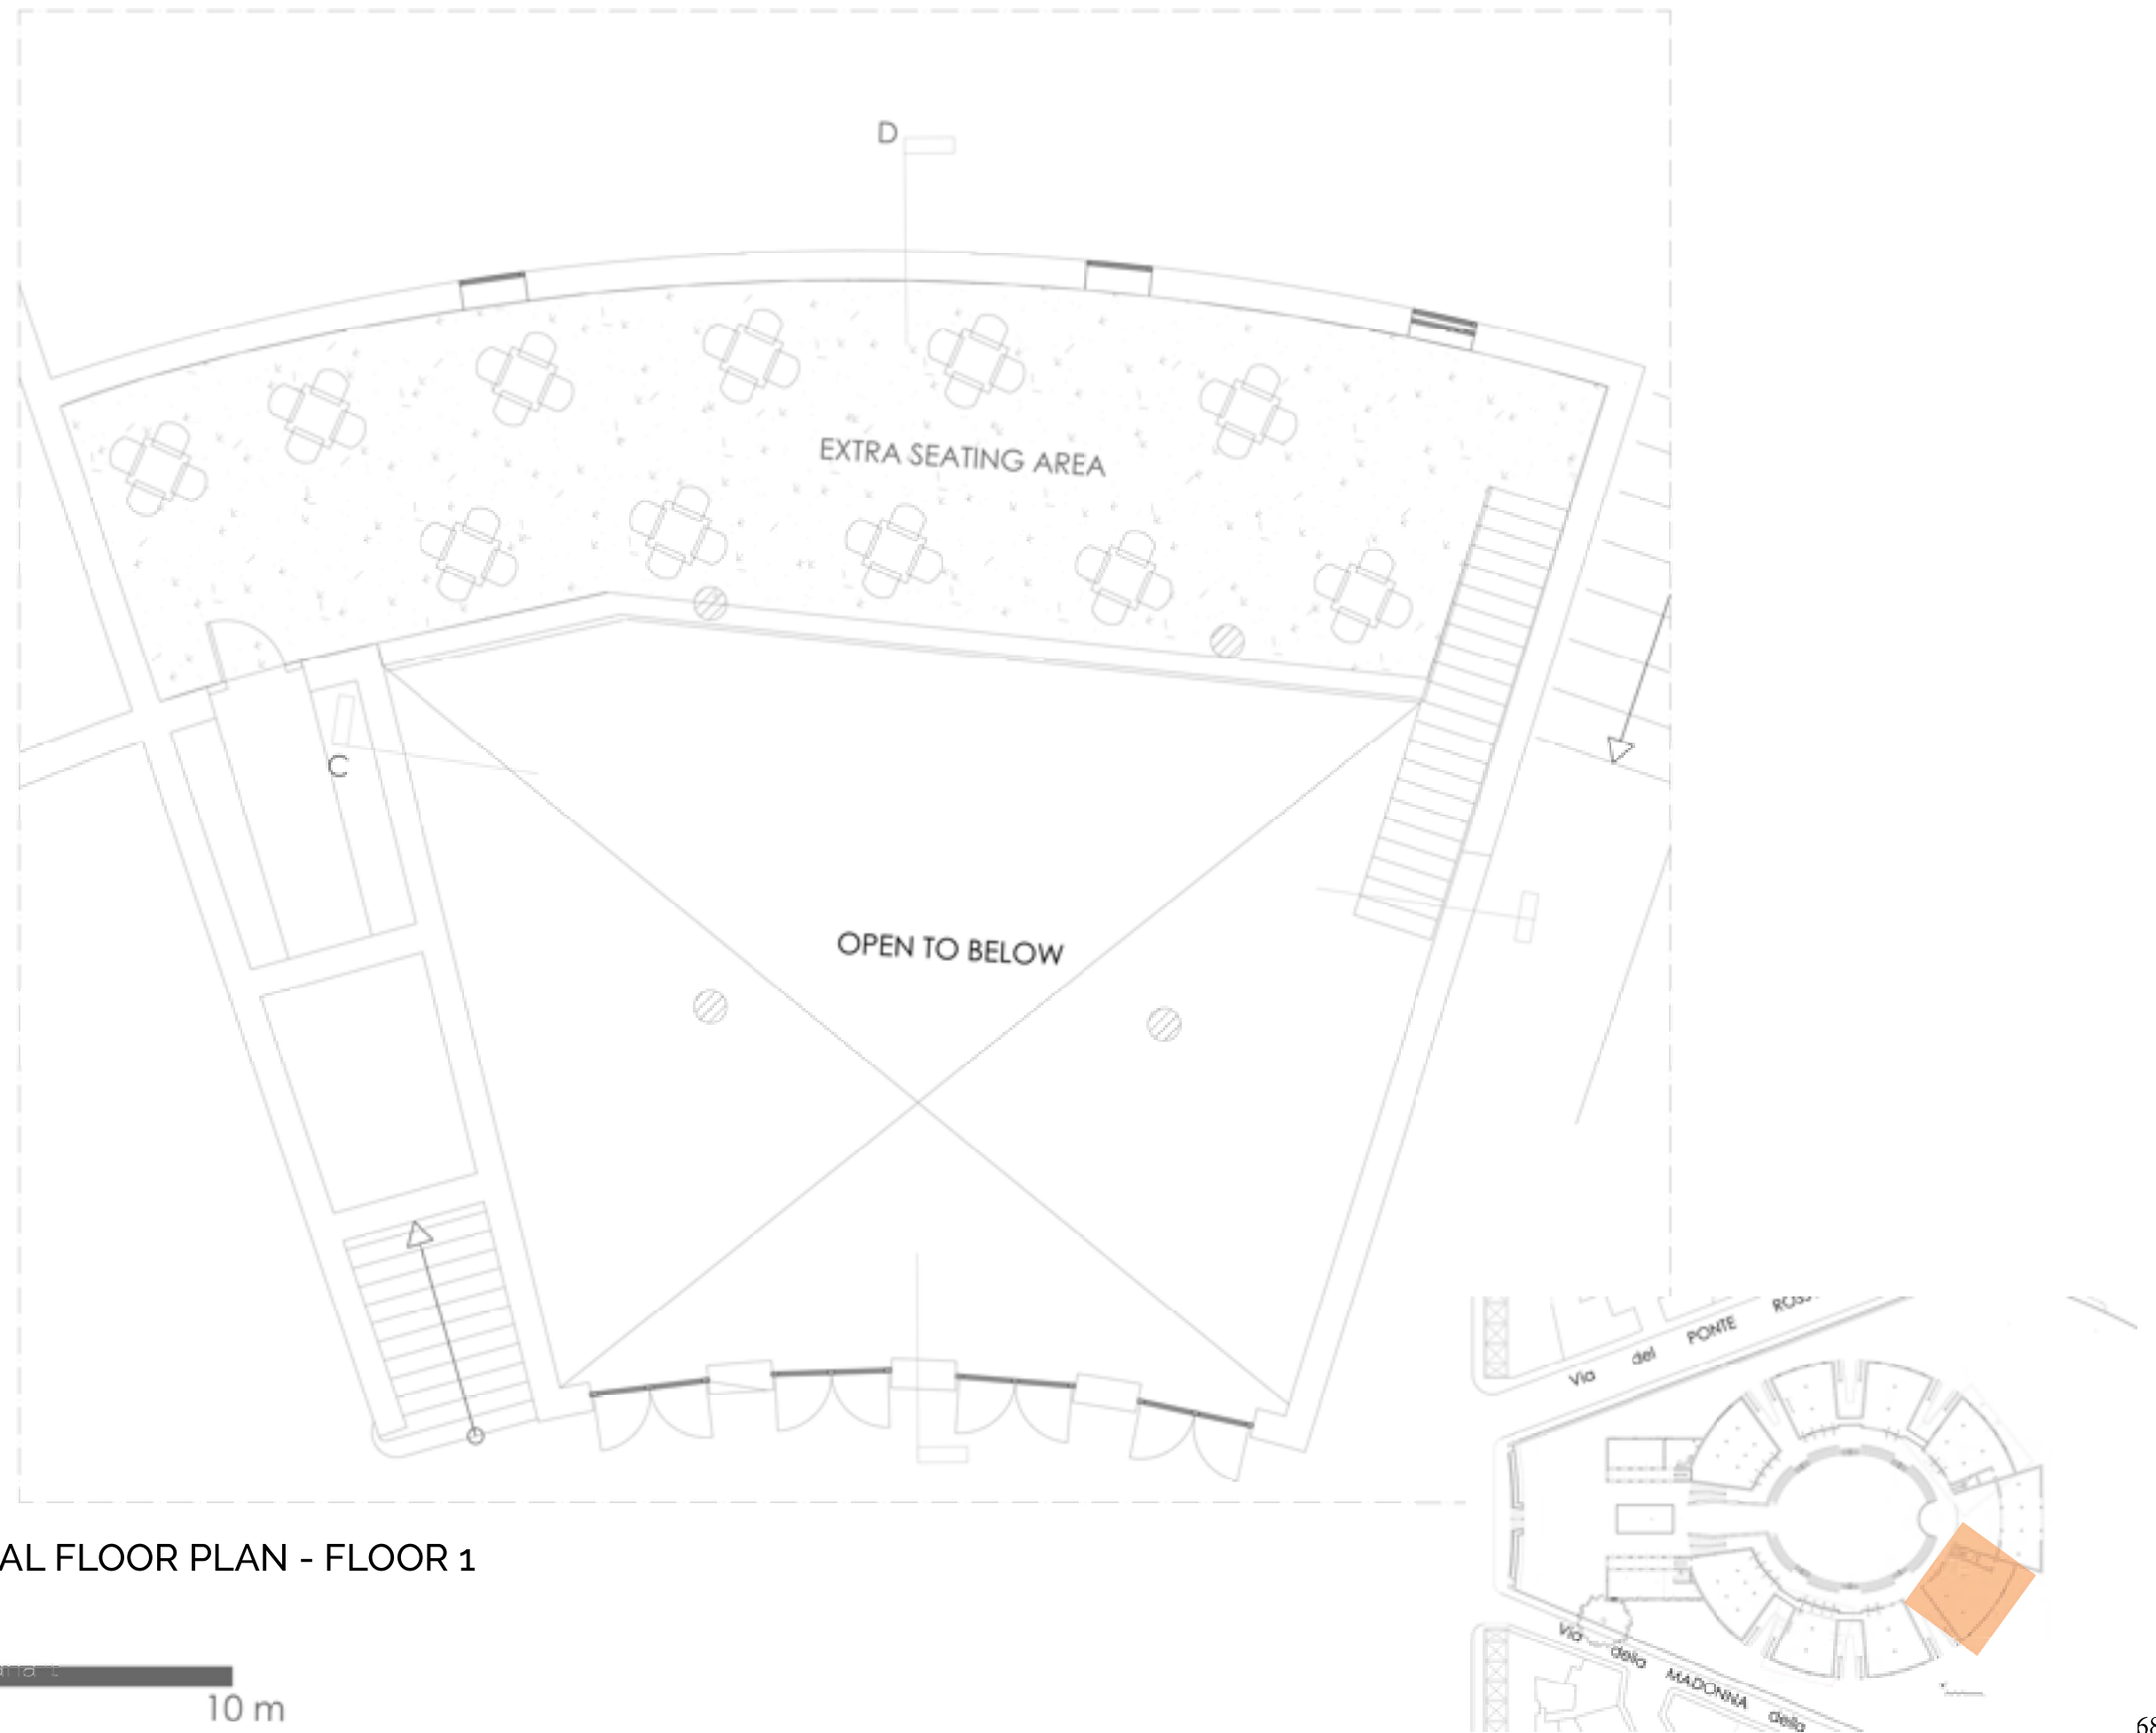 D
EXTRA SEATING AREA
C
OPEN TO BELOW
Via del PONTE
AL FLOOR PLAN - FLOOR 1
Via della MADONNA della
10 m